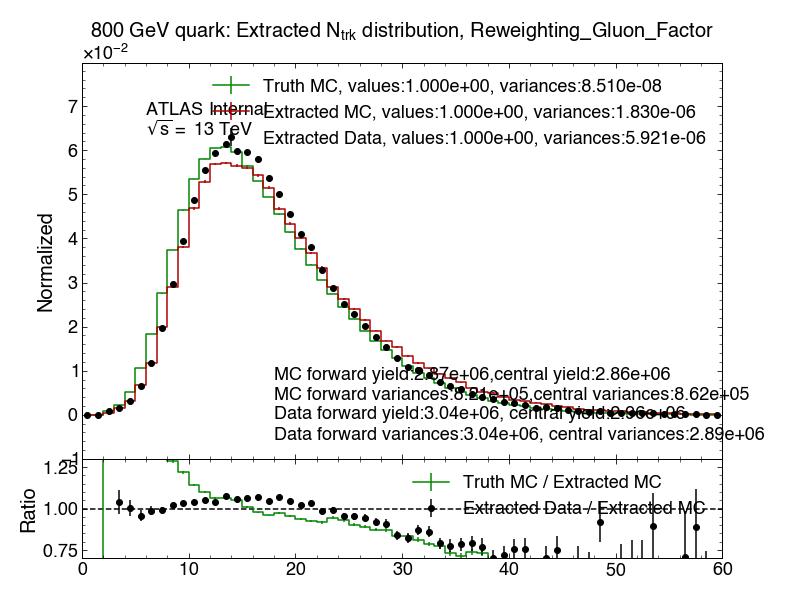 800 GeV quark: Extracted Ntrk distribution, Reweighting_Gluon_Factor
×10−2
Truth MC, values:1.000e+00, variances:8.510e-08
ATLAS Internal
Extracted MC, values:1.000e+00, variances:1.830e-06
√s = 13 TeV
Extracted Data, values:1.000e+00, variances:5.921e-06
7
6
5
4
3
2
1
0
Normalized
MC forward yield:2.87e+06,central yield:2.86e+06
MC forward variances:8.81e+05,central variances:8.62e+05
Data forward yield:3.04e+06, central yield:2.96e+06
Data forward variances:3.04e+06, central variances:2.89e+06
1.25
1.00
0.75
Ratio
Truth MC / Extracted MC
Extracted Data / Extracted MC
0 10 20 30 40 50 60